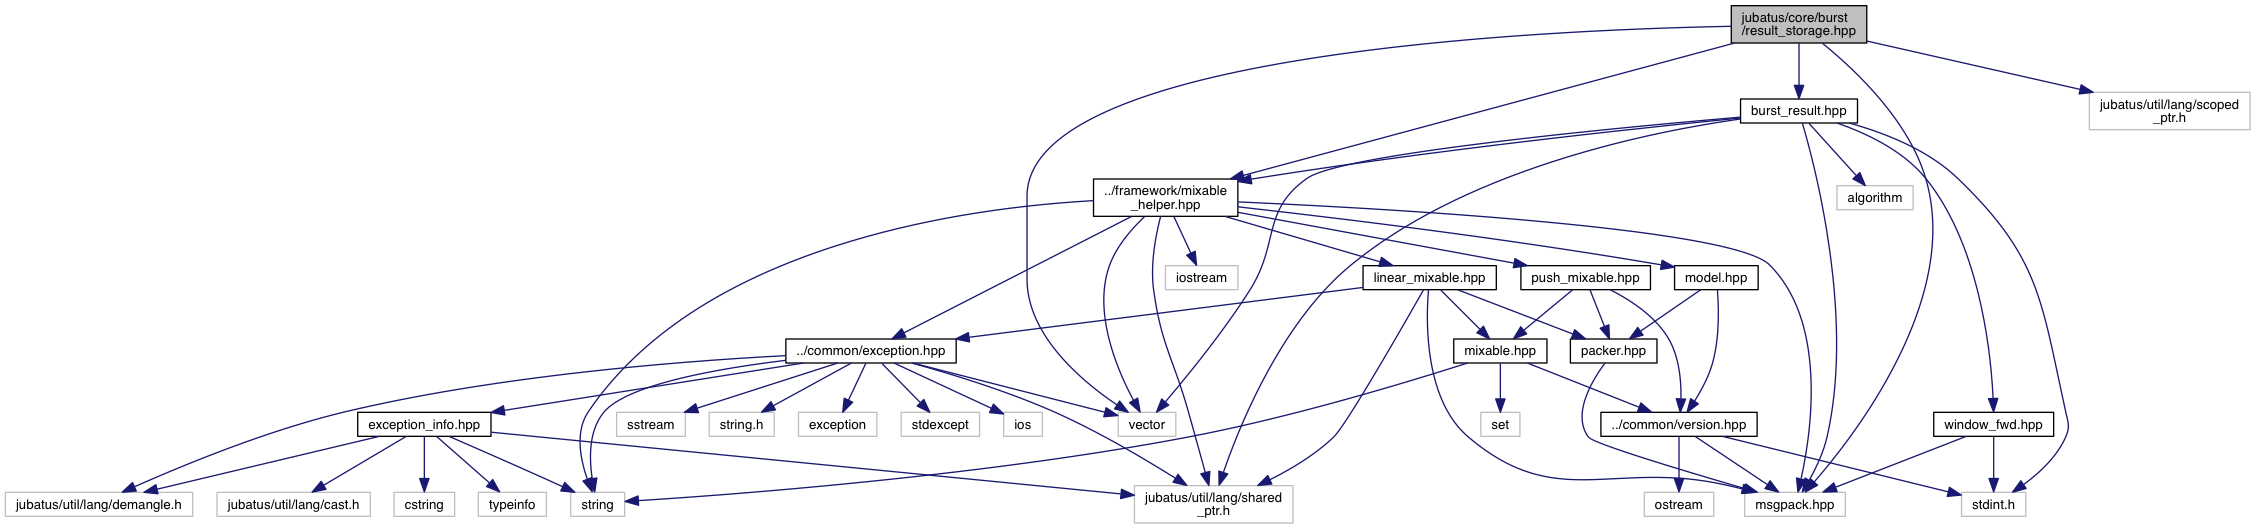 jubatus/core/burst
/result_storage.hpp
burst_result.hpp
jubatus/util/lang/scoped
_ptr.h
../framework/mixable
_helper.hpp
algorithm
iostream
linear_mixable.hpp
push_mixable.hpp
model.hpp
../common/exception.hpp
mixable.hpp
packer.hpp
exception_info.hpp
sstream
string.h
exception
stdexcept
ios
vector
set
../common/version.hpp
window_fwd.hpp
jubatus/util/lang/demangle.h
jubatus/util/lang/cast.h
cstring
typeinfo
string
jubatus/util/lang/shared
_ptr.h
ostream
msgpack.hpp
stdint.h